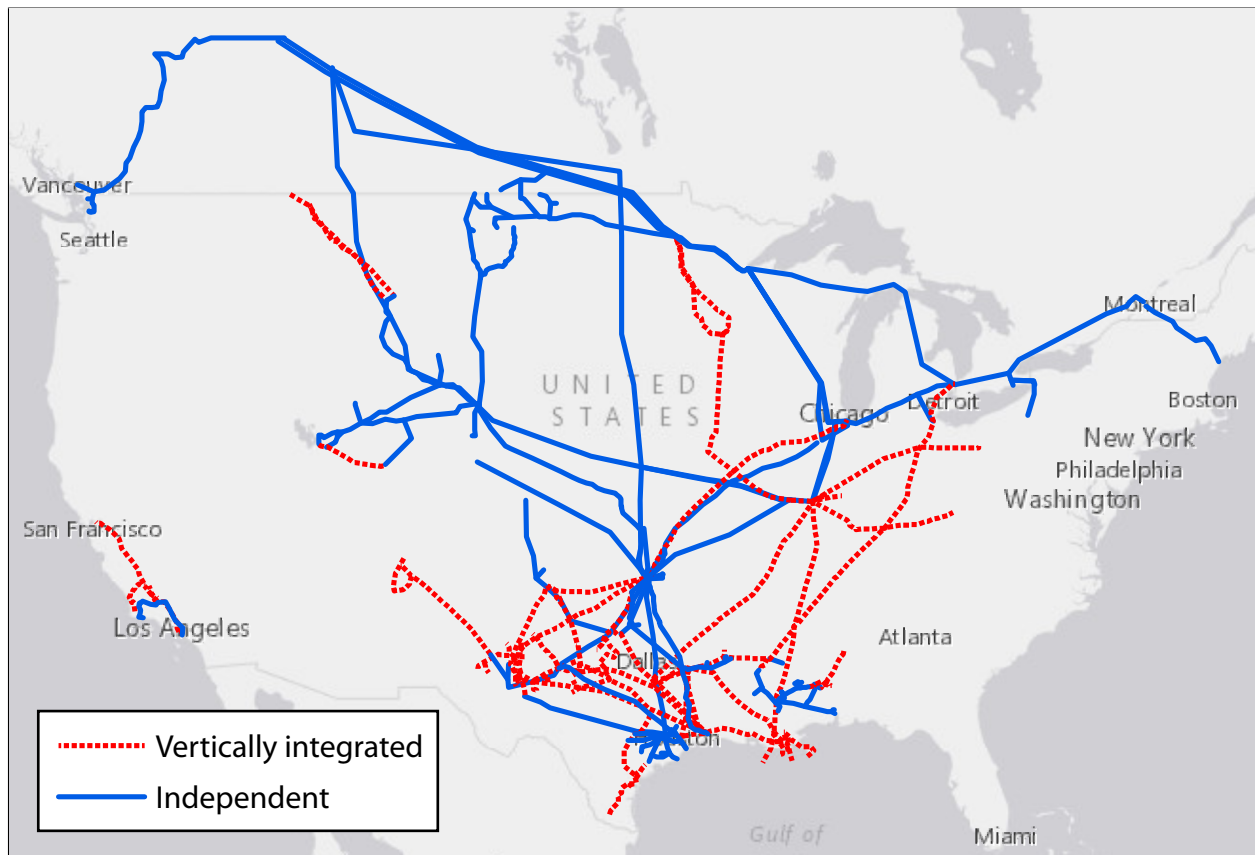 Vancouver
Seattle
Montreal
UNITED
STATES
Chicago
Detroit
Boston
New York
Philadelphia
Washington
San Francisco
Los Angeles
Atlanta
Dallas
Vertically integrated
Independent
Gulf of
Miami